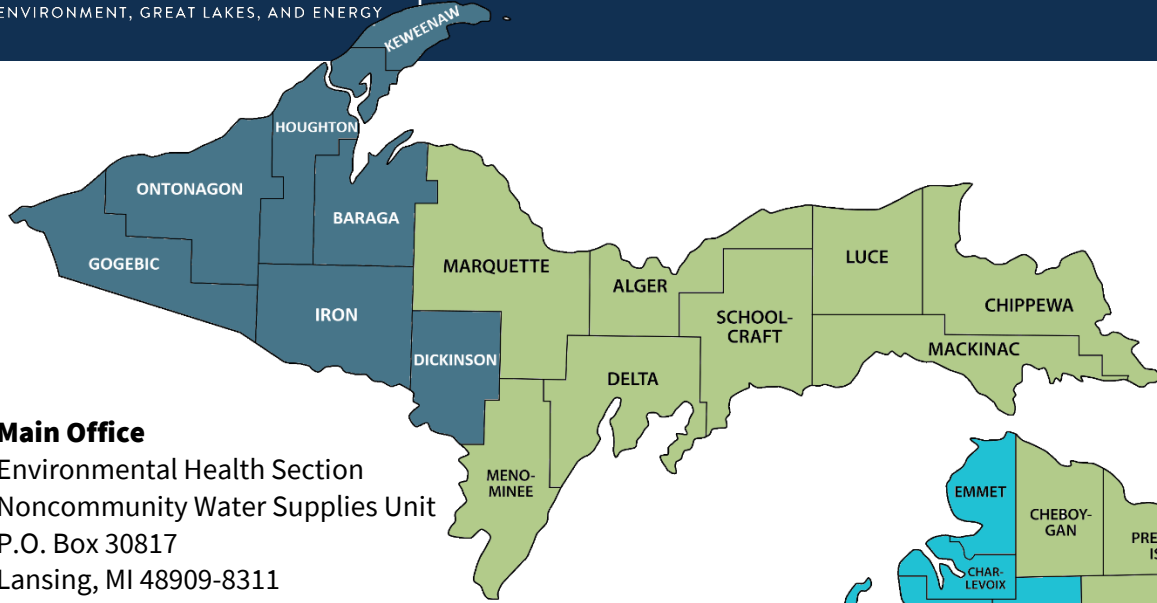 ENVIRONMENT, GREAT LAKES, AND ENERGY
KEWEENAW
HOUGHTON
ONTONAGON
BARAGA
GOGEBIC
MARQUETTE
LUCE
ALGER
CHIPPEWA
IRON
SCHOOL-
CRAFT
MACKINAC
DICKINSON
DELTA
Main Office
Environmental Health Section
Noncommunity Water Supplies Unit
P.O. Box 30817
Lansing, MI 48909-8311
MENO-
MINEE
EMMET
CHEBOY-
GAN
PRE
IS
CHAR-
LEVOIX